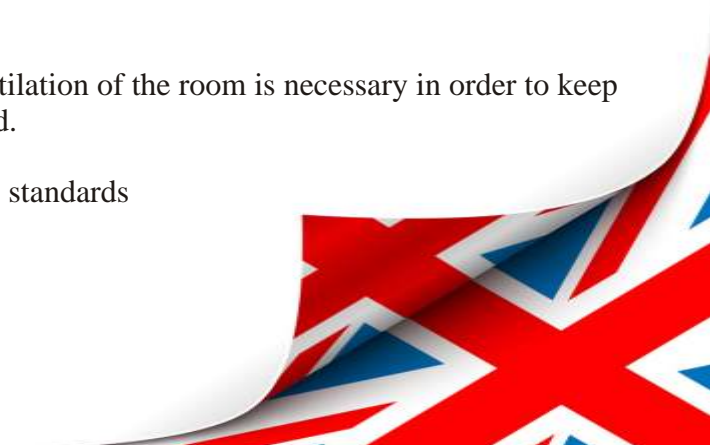 tilation of the room is necessary in order to keep
d.
standards